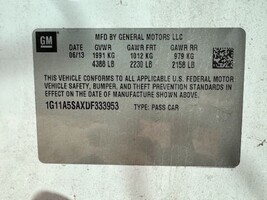 GM
MFD BY GENERAL MOTORS LLC
DATE GVWR GAWR FRT GAWR RR
06/13 1991 KG 1012 KG 979 KG
4388 LB 2230 LB 2158 LB
THIS VEHICLE CONFORMS TO ALL APPLICABLE U.S. FEDERAL MOTOR
VEHICLE SAFETY, BUMPER, AND THEFT PREVENTION STANDARDS IN
EFFECT ON THE DATE OF MANUFACTURE SHOWN ABOVE.
1G11A5SAXDF333953 TYPE: PASS CAR